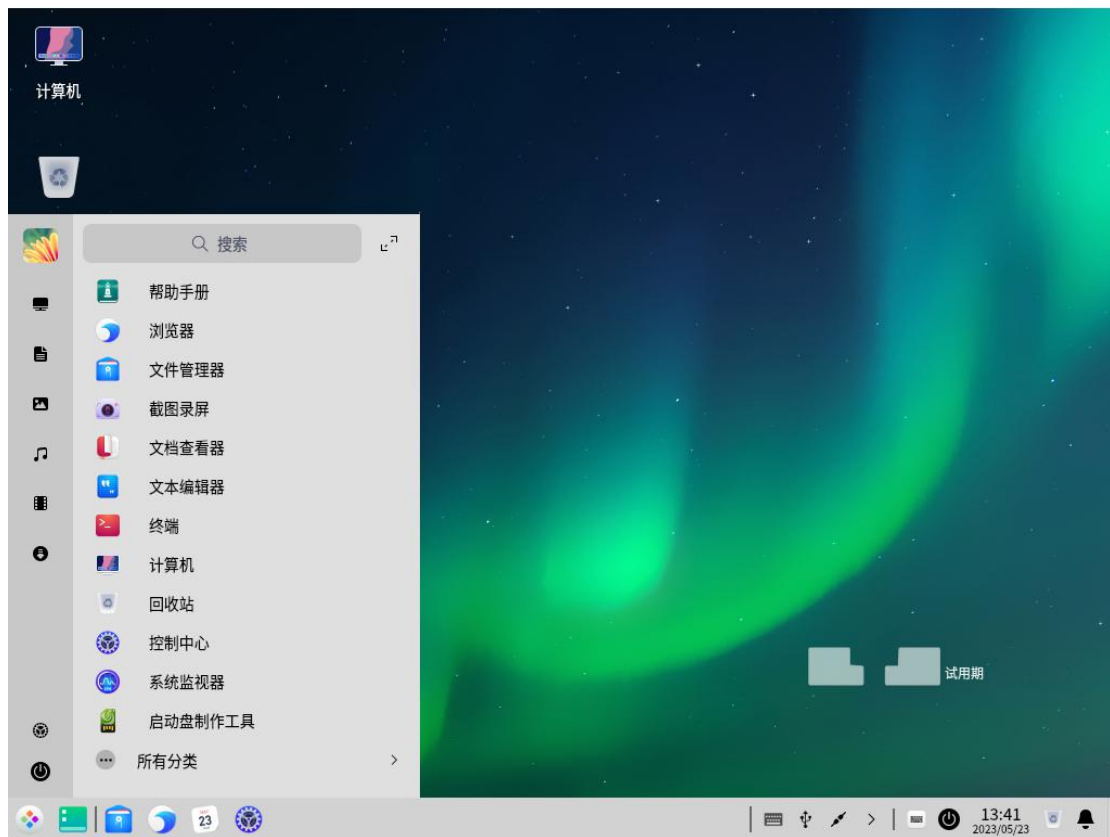 计算机
搜索
帮助手册
浏览器
文件管理器
截图录屏
文档查看器
文本编辑器
终端
计算机
回收站
控制中心
系统监视器
启动盘制作工具
所有分类
试用期
23
13:41
2023/05/23